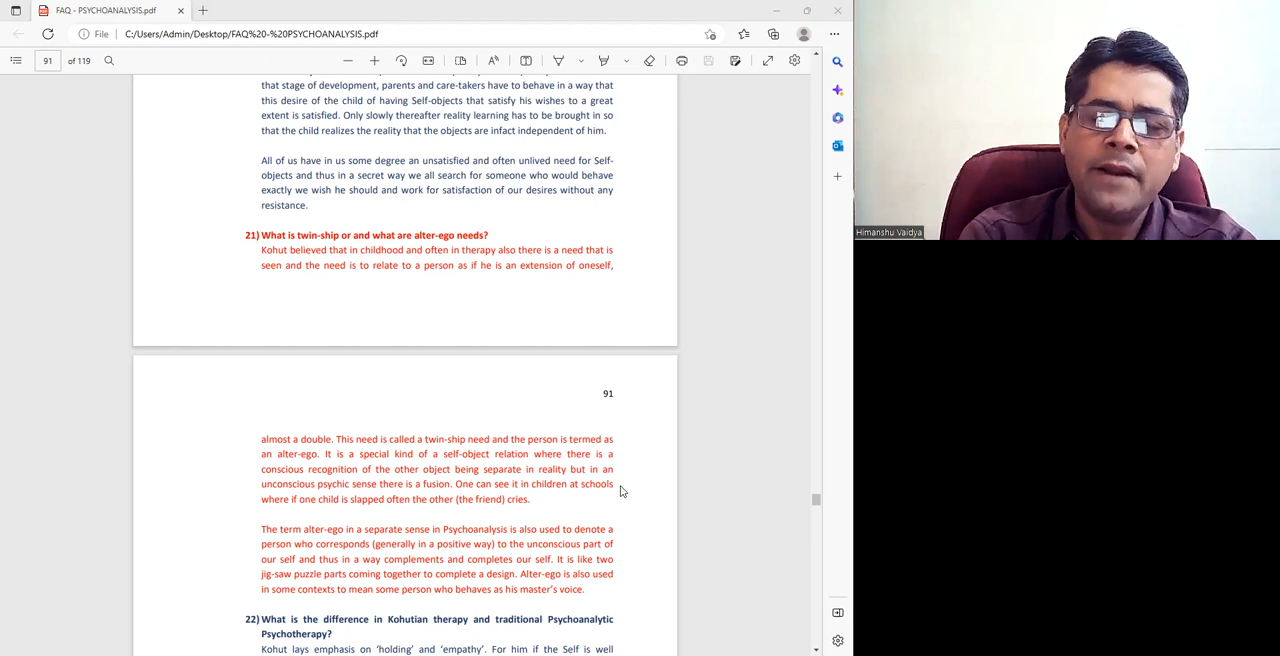 FAQ - PSYCHOANALYSIS.pdf
File
C:/Users/Admin/Desktop/FAQ%20-%20PSYCHOANALYSIS.pdf
91 of 119
that stage of development, parents and care-takers have to behave in a way that
this desire of the child of having Self-objects that satisfy his wishes to a great
extent is satisfied. Only slowly thereafter reality learning has to be brought in so
that the child realizes the reality that the objects are infact independent of him.
All of us have in us some degree an unsatisfied and often unlived need for Self-
objects and thus in a secret way we all search for someone who would behave
exactly we wish he should and work for satisfaction of our desires without any
resistance.
21) What is twin-ship or and what are alter-ego needs?
Kohut believed that in childhood and often in therapy also there is a need that is
seen and the need is to relate to a person as if he is an extension of oneself,
91
almost a double. This need is called a twin-ship need and the person is termed as
an alter-ego. It is a special kind of a self-object relation where there is a
conscious recognition of the other object being separate in reality but in an
unconscious psychic sense there is a fusion. One can see it in children at schools
where if one child is slapped often the other (the friend) cries.
The term alter-ego in a separate sense in Psychoanalysis is also used to denote a
person who corresponds (generally in a positive way) to the unconscious part of
our self and thus in a way complements and completes our self. It is like two
jig-saw puzzle parts coming together to complete a design. Alter-ego is also used
in some contexts to mean some person who behaves as his master's voice.
22) What is the difference in Kohutian therapy and traditional Psychoanalytic
Psychotherapy?
Kohut lays emphasis on 'holding' and 'empathy'. For him if the Self is well
Himanshu Vaidya